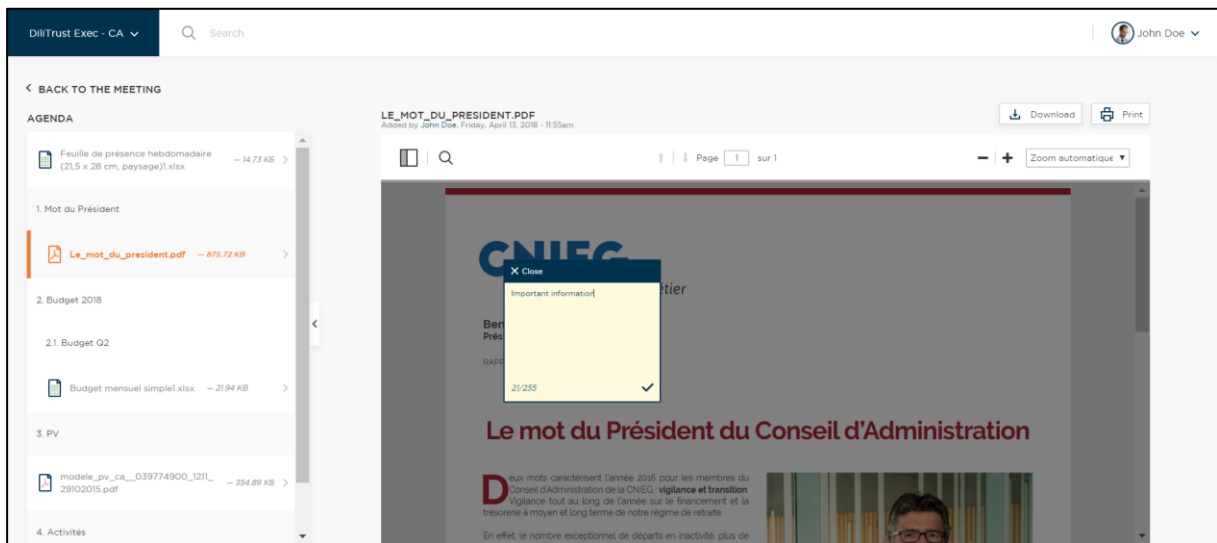 DiliTrust Exec - CA
Search
John Doe
BACK TO THE MEETING
AGENDA
Feuille de présence hebdomadaire
(21,5 x 28 cm, paysage)1.xlsx
– 14.73 KB
1. Mot du Président
Le_mot_du_president.pdf – 875.72 KB
2. Budget 2018
2.1. Budget Q2
Budget mensuel simple1.xlsx – 21.94 KB
3. PV
modele_pv_ca__039774900_1211_
29102015.pdf
– 354.89 KB
4. Activités
LE_MOT_DU_PRESIDENT.PDF
Added by John Doe, Friday, April 13, 2018 - 11:55am
Download
Print
Page 1 sur 1
Zoom automatique
CNIEG
étier
Ben
Prés
RAPP
Close
Important information
21/255
Le mot du Président du Conseil d'Administration
Deux mots caractérisent l'année 2016 pour les membres du
Conseil d'Administration de la CNIEG : vigilance et transition.
Vigilance tout au long de l'année sur le financement et la
trésorerie à moyen et long terme de notre régime de retraite.
En effet, le nombre exceptionnel de départs en inactivité, plus de